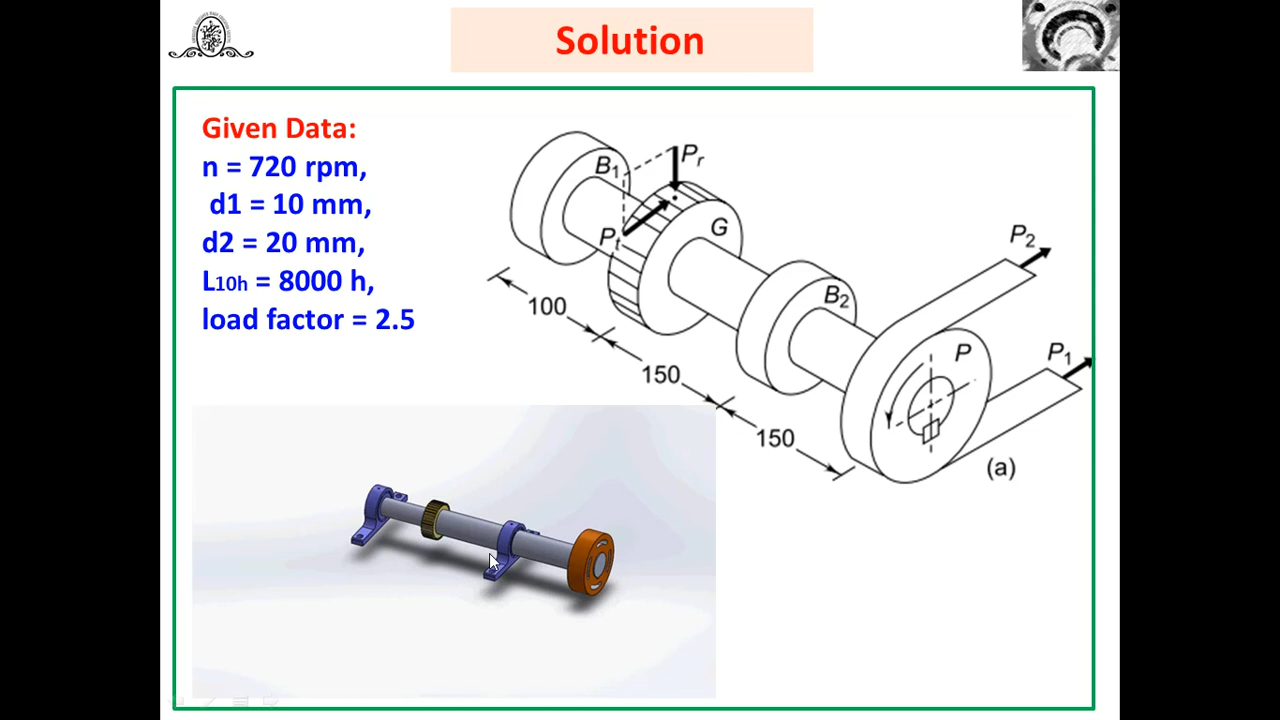 Solution
Given Data:
n = 720 rpm,
d1 = 10 mm,
d2 = 20 mm,
L10h = 8000 h,
load factor = 2.5
B1
Pr
Pt
G
P2
B2
P
P1
100
150
150
(a)